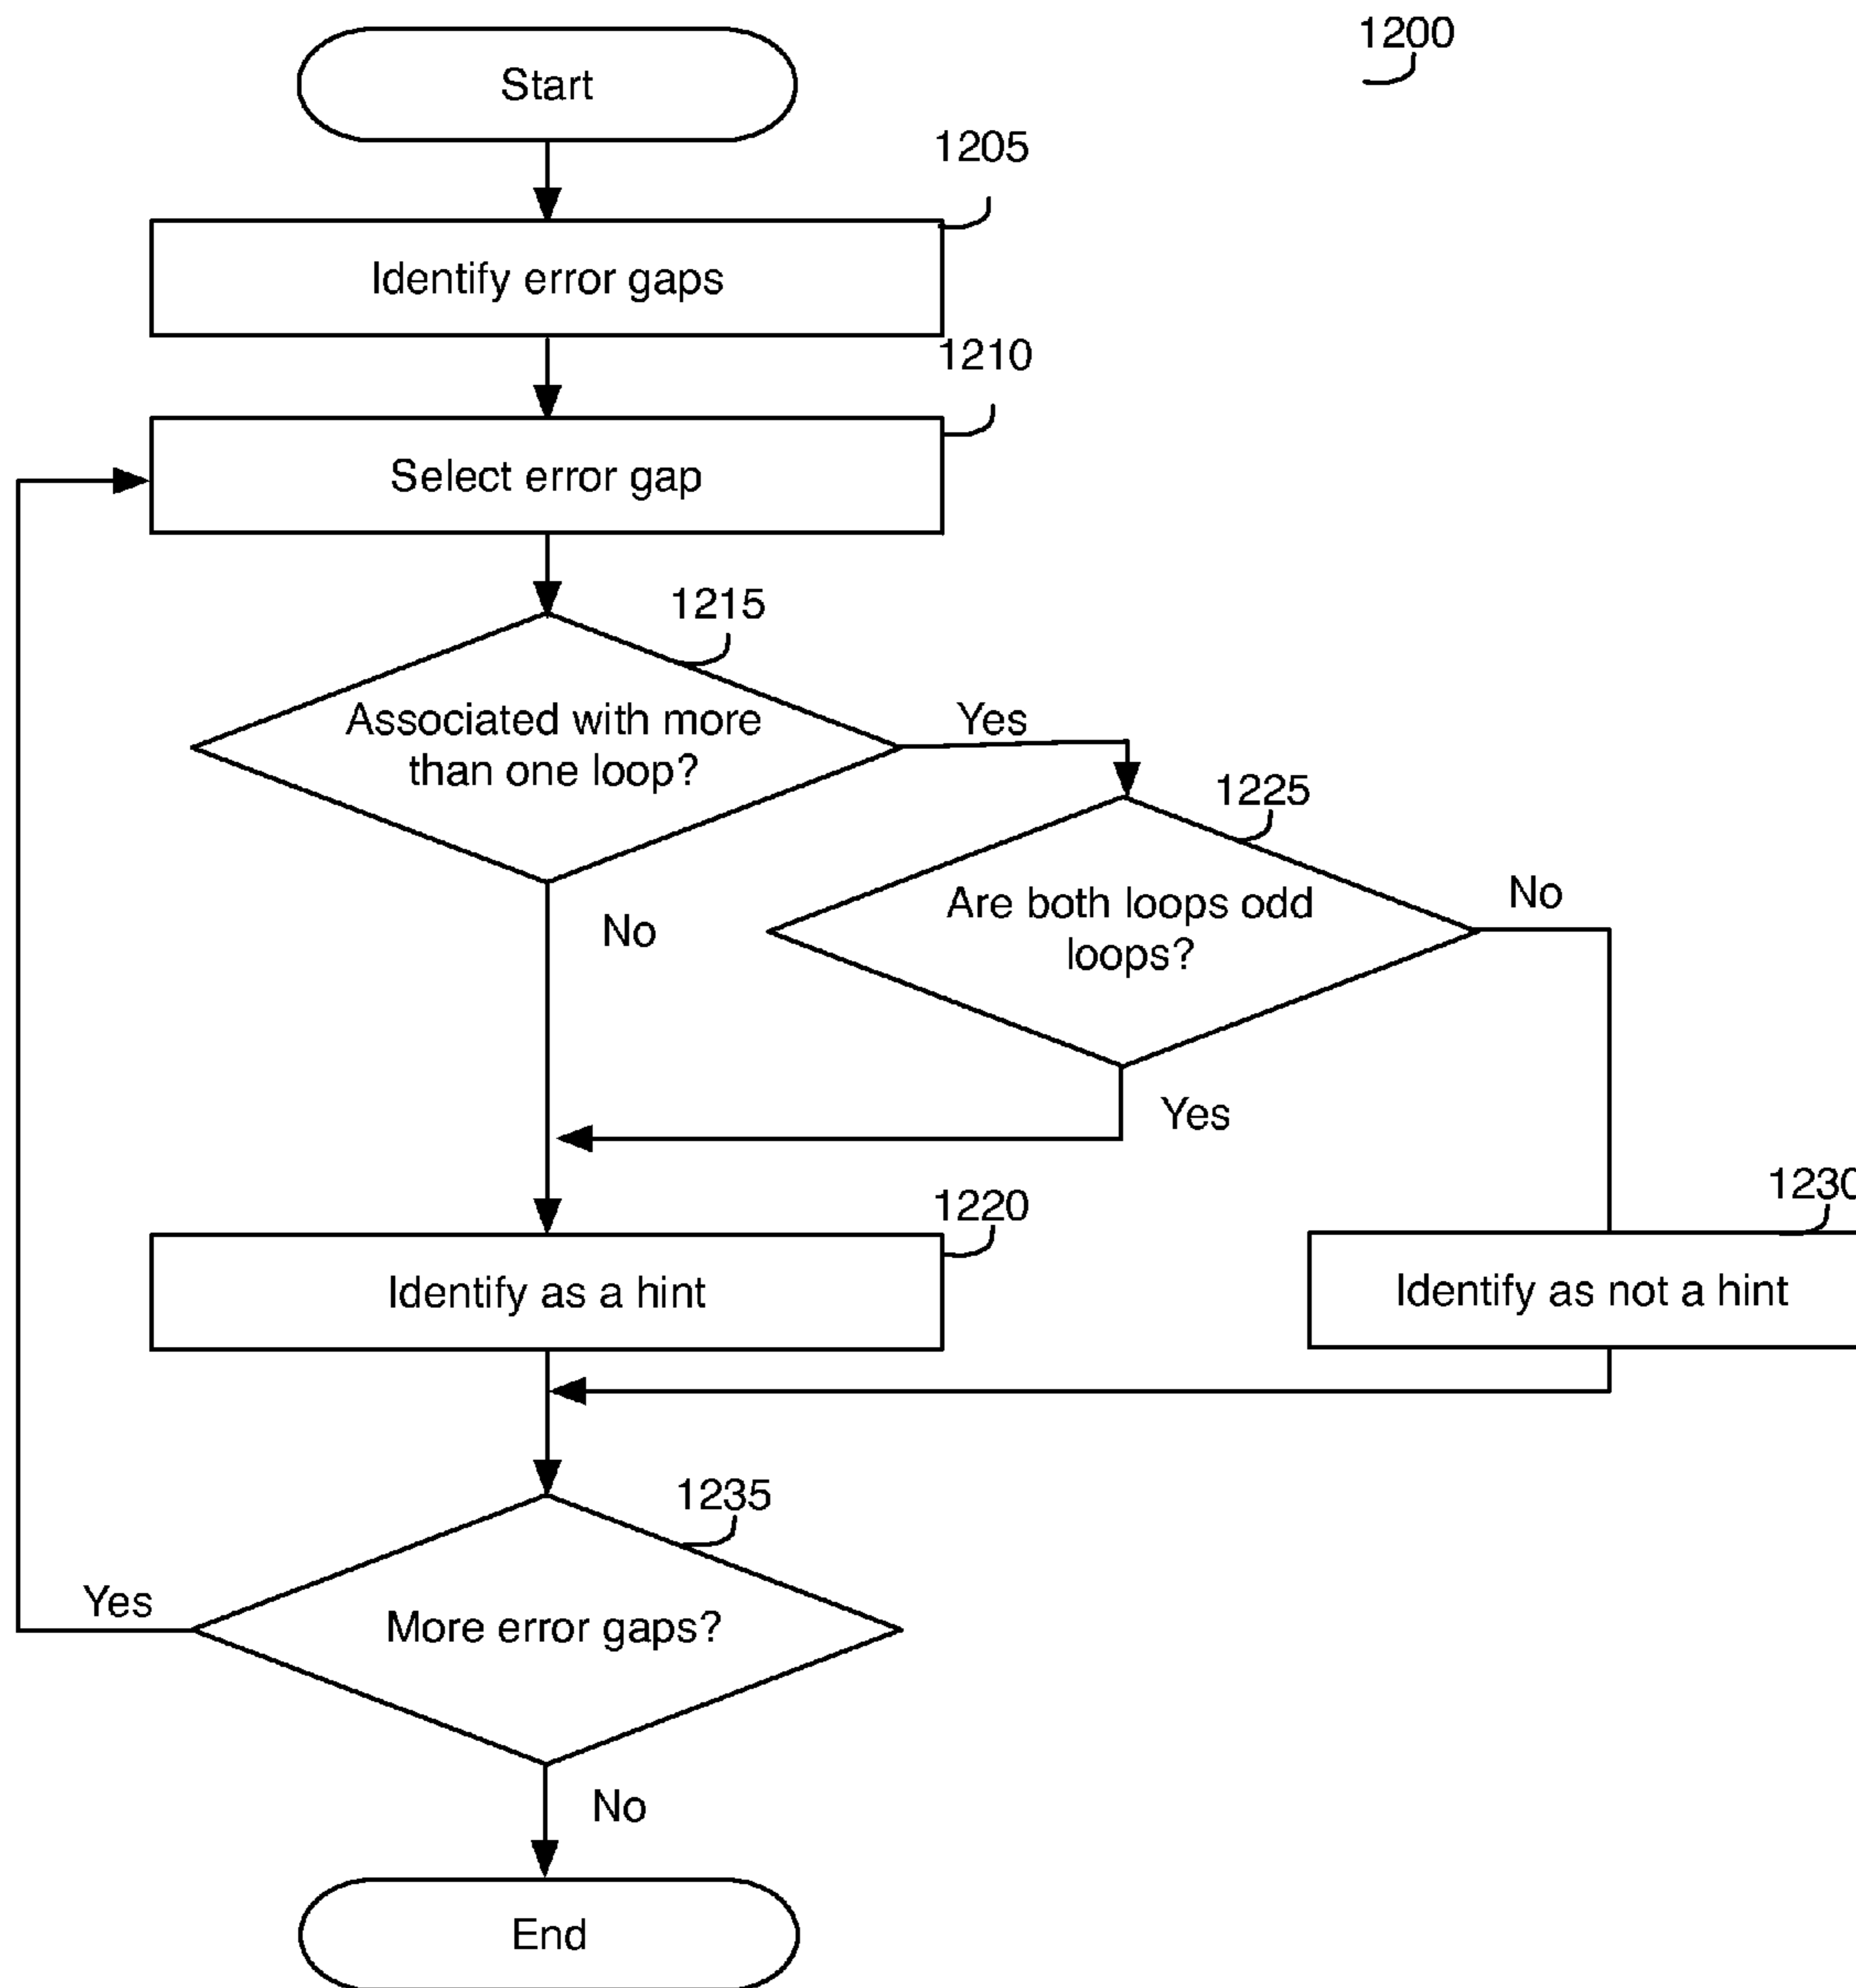 1200
Start
1205
Identify error gaps
1210
Select error gap
1215
Associated with more
than one loop?
Yes
1225
Are both loops odd
loops?
No
No
Yes
1220
Identify as a hint
1230
Identify as not a hint
1235
More error gaps?
Yes
No
End